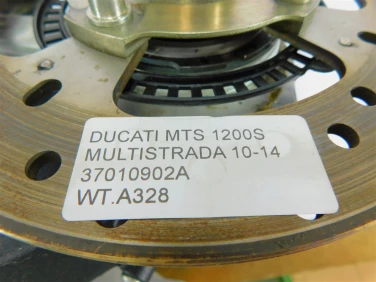 DUCATI MTS 1200S
MULTISTRADA 10-14
37010902A
WT.A328